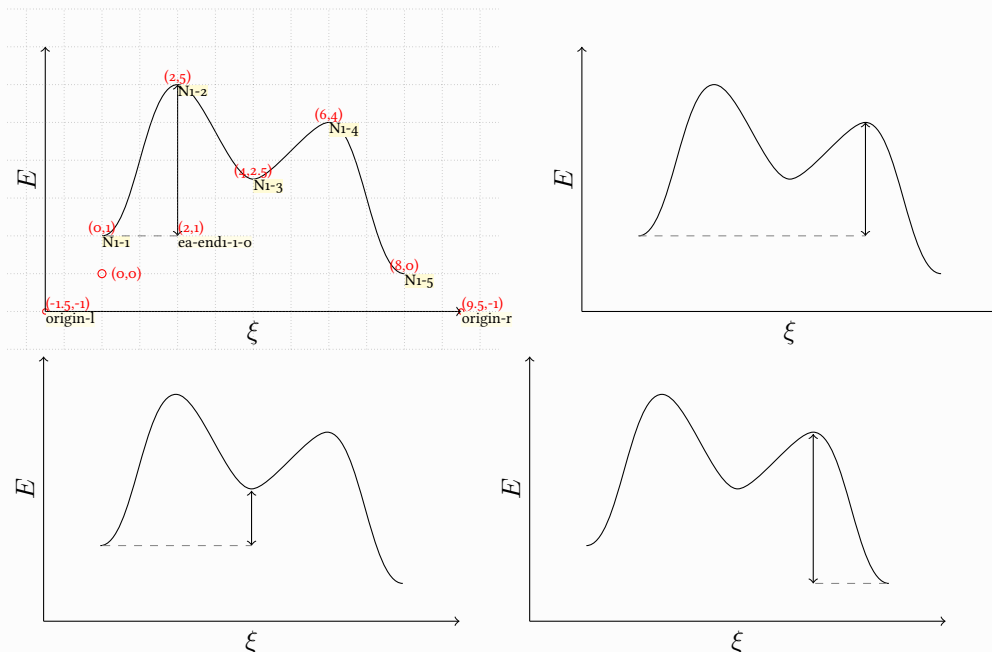 (2,5)
N1-2
(6,4)
N1-4
(4,2.5)
N1-3
E
E
(0,1)
N1-1
(2,1)
ea-end1-1-0
(0,0)
(8,0)
N1-5
(-1.5,-1)
origin-l
(9.5,-1)
origin-r
ξ
ξ
E
E
ξ
ξ